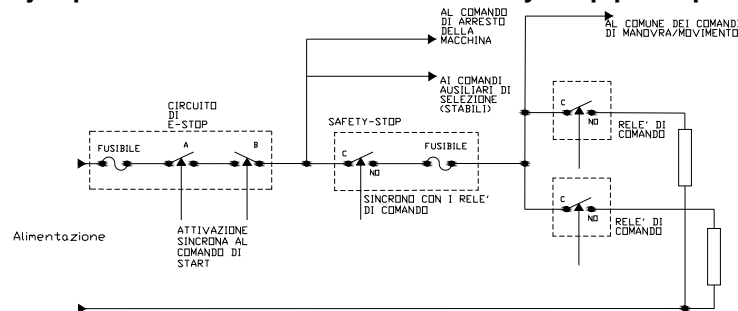 AL COMANDO
DI ARRESTO
DELLA
MACCHINA
AL COMUNE DEI COMANDI
DI MANOVRA/MOVIMENTO
AI COMANDI
AUSILIARI DI
SELEZIONE
(STABILI)
CIRCUITO
DI
E-STOP
SAFETY-STOP
C
NO
RELE' DI
COMANDO
FUSIBILE
A
B
C
NO
FUSIBILE
SINCRONO CON I RELE'
DI COMANDO
C
NO
RELE' DI
COMANDO
ATTIVAZIONE
SINCRONA AL
COMANDO DI
START
Alimentazione